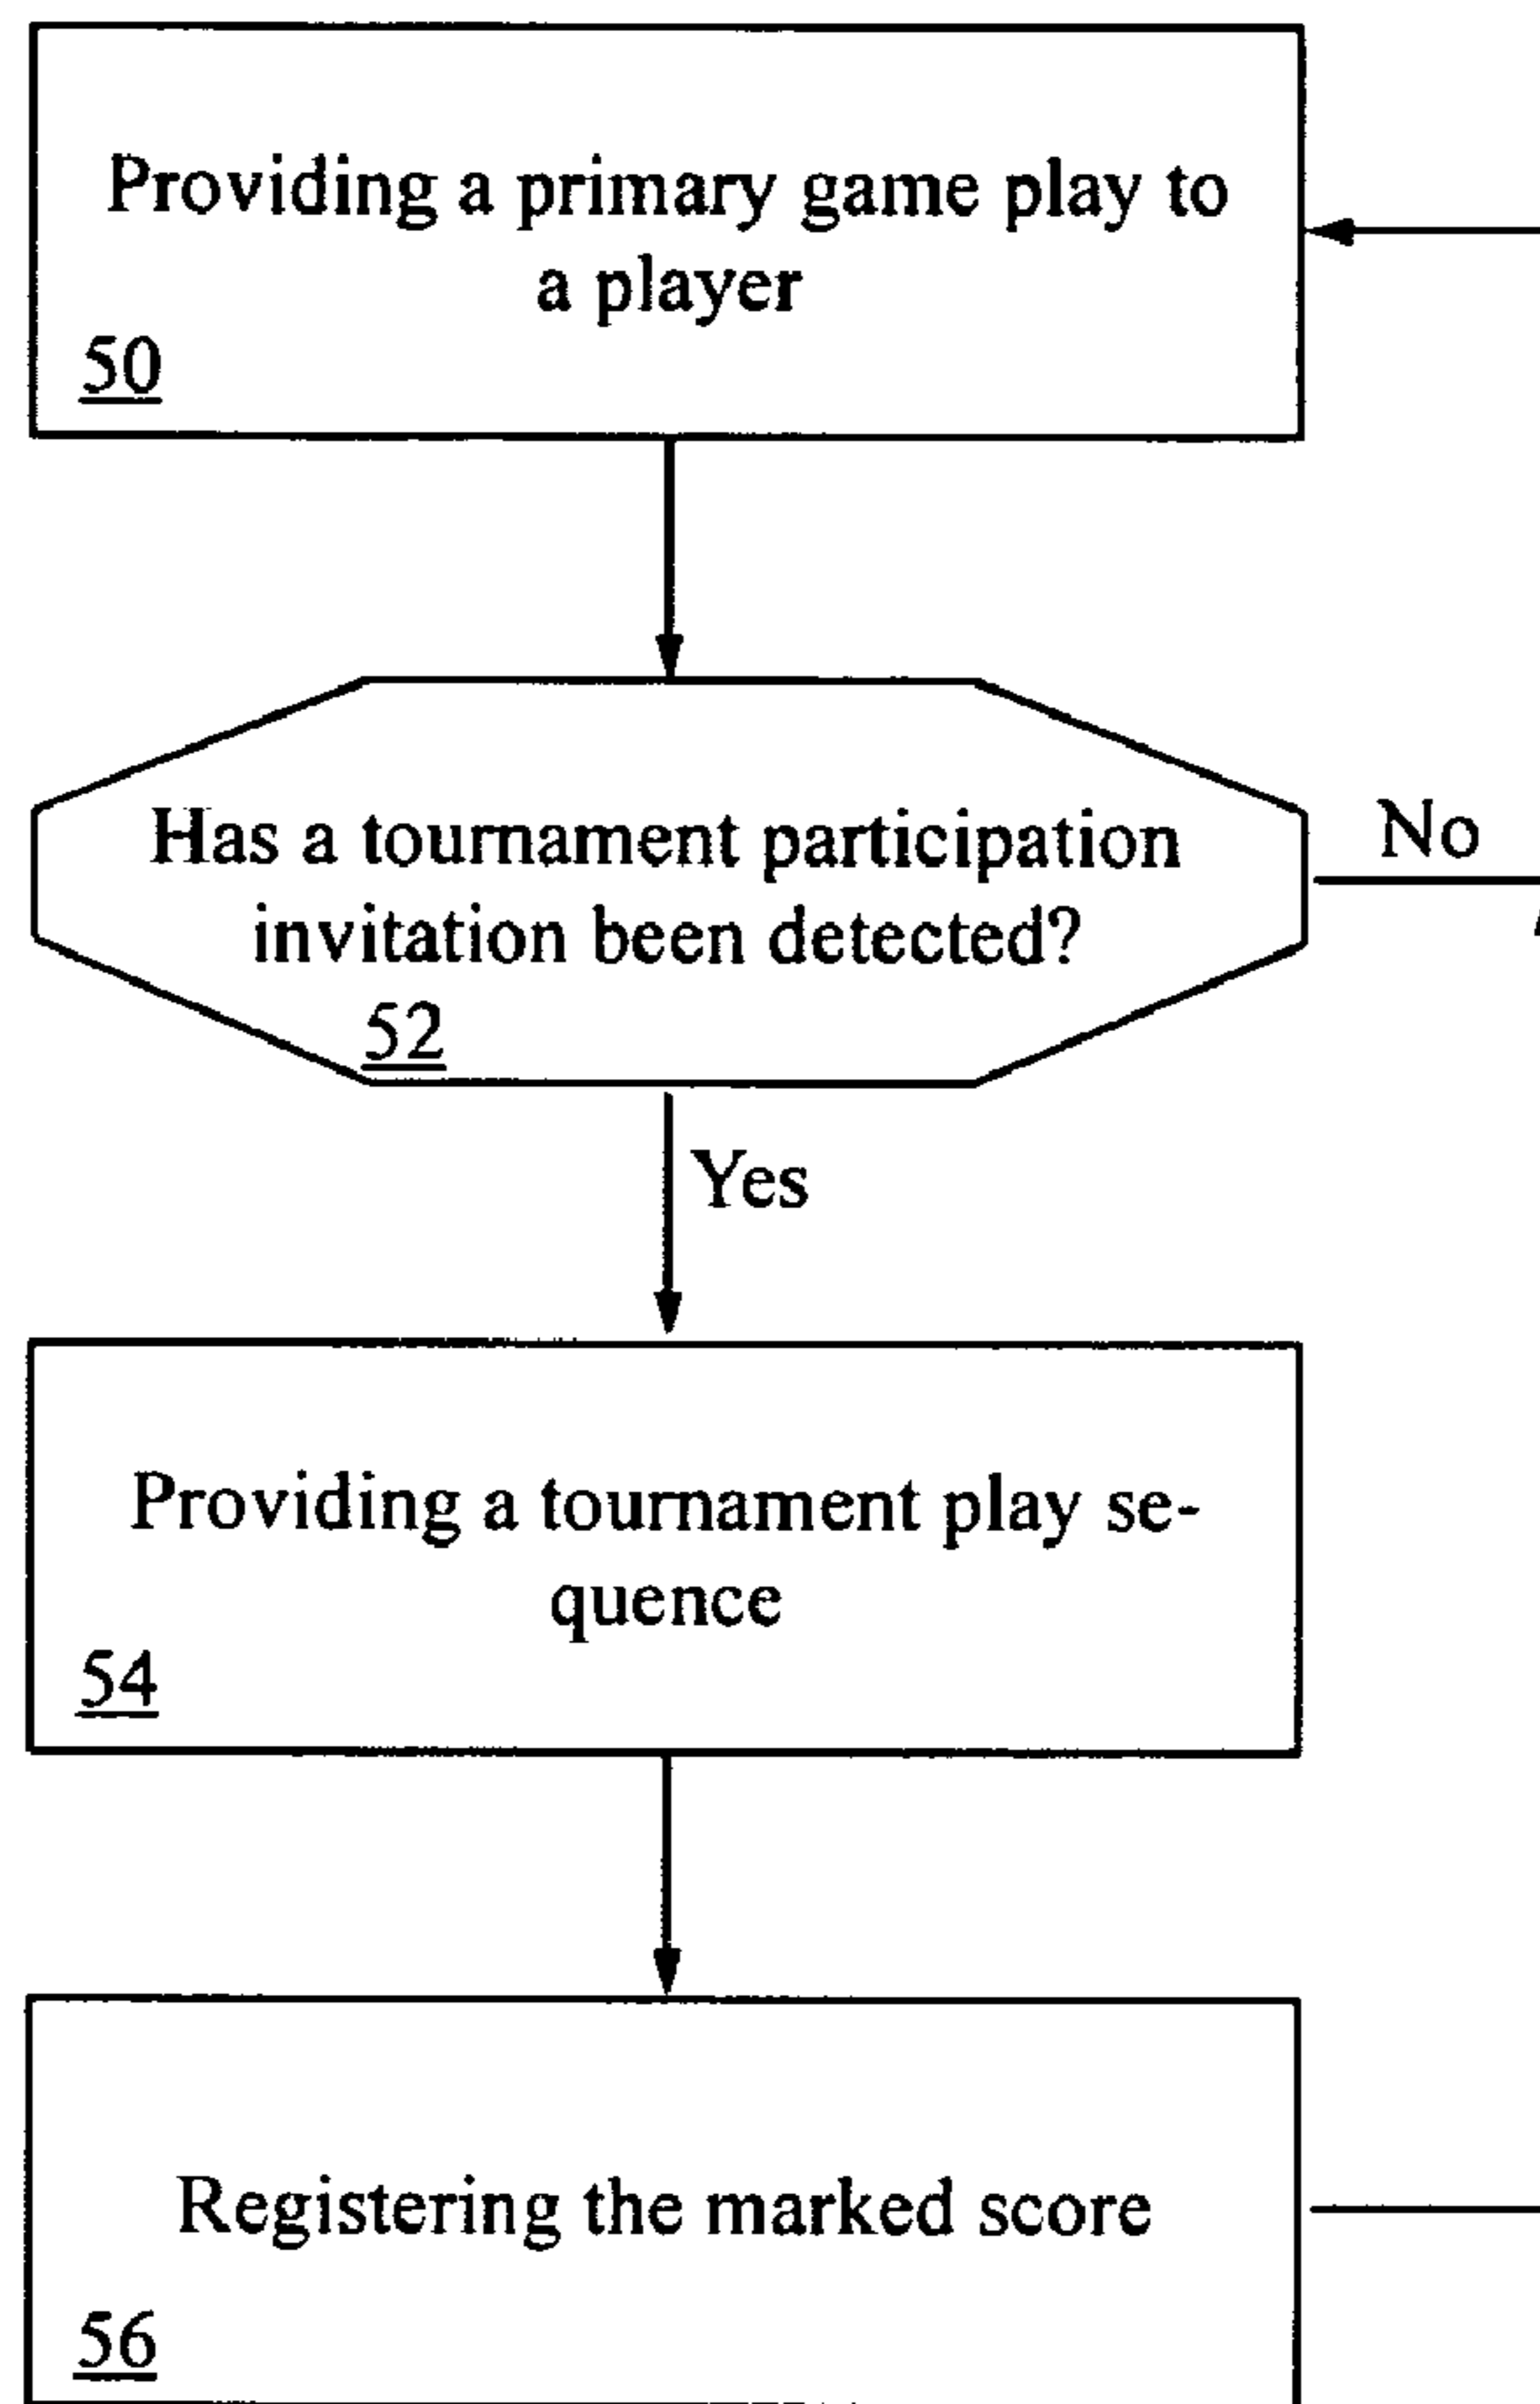 Providing a primary game play to
a player
50
Has a tournament participation
invitation been detected?
52
No
Yes
Providing a tournament play se-
quence
54
Registering the marked score
56